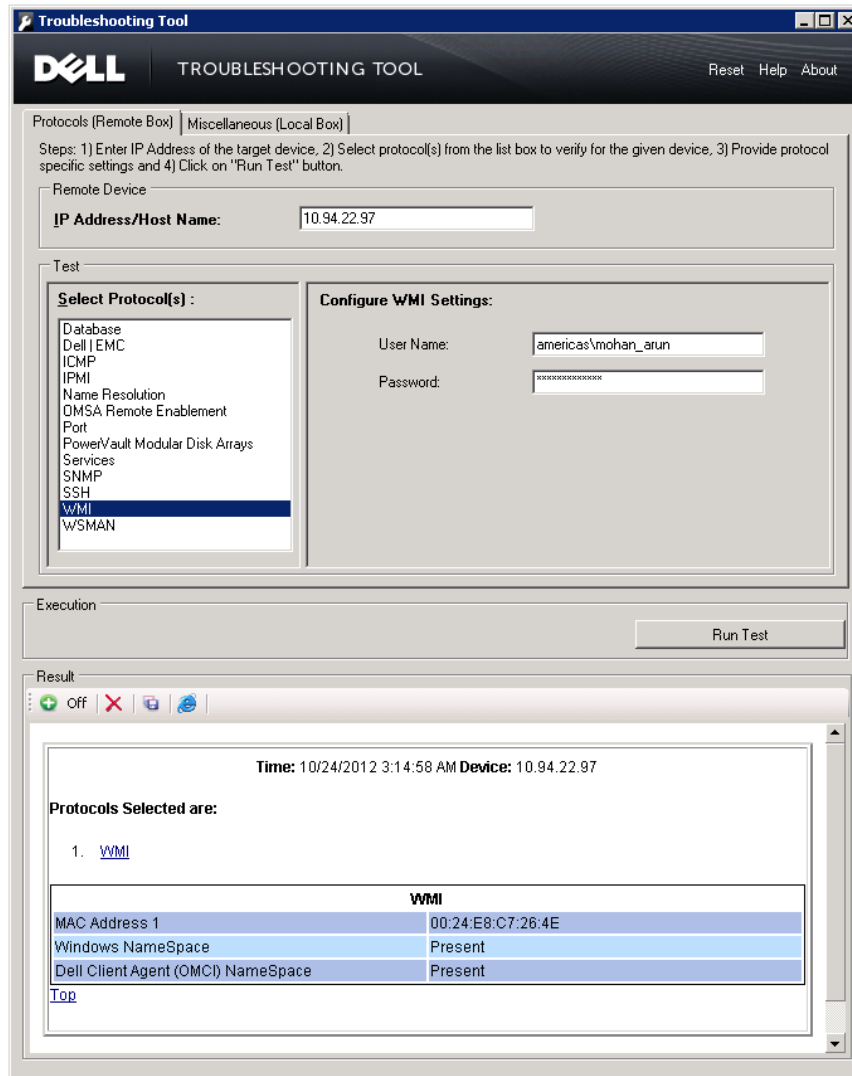 Troubleshooting Tool
DELL
TROUBLESHOOTING TOOL
Reset Help About
Protocols (Remote Box)
Miscellaneous (Local Box)
Steps: 1) Enter IP Address of the target device, 2) Select protocol(s) from the list box to verify for the given device, 3) Provide protocol
specific settings and 4) Click on "Run Test" button.
Remote Device
IP Address/Host Name:
10.94.22.97
Test
Select Protocol(s) :
Database
Dell | EMC
ICMP
IPMI
Name Resolution
OMSA Remote Enablement
Port
PowerVault Modular Disk Arrays
Services
SNMP
SSH
WMI
WSMAN
Configure WMI Settings:
User Name:
americas\mohan_arun
Password:
*************
Execution
Run Test
Result
Off
Time: 10/24/2012 3:14:58 AM Device: 10.94.22.97
Protocols Selected are:
1. WMI
WMI
MAC Address 1 00:24:E8:C7:26:4E
Windows NameSpace Present
Dell Client Agent (OMCI) NameSpace Present
Top